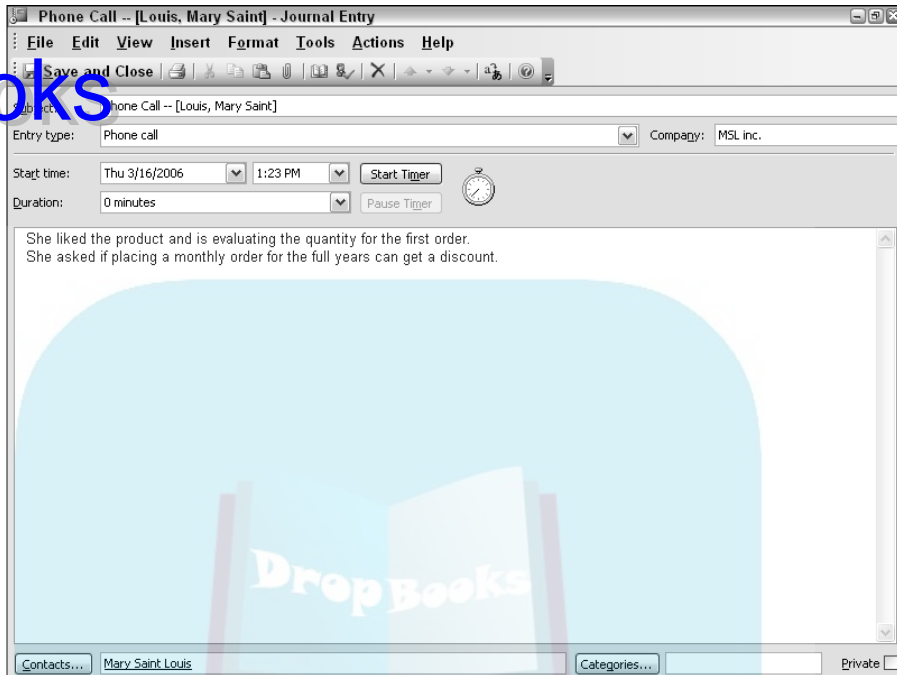 Phone Call -- [Louis, Mary Saint] - Journal Entry
File Edit View Insert Format Tools Actions Help
Save and Close
oks
Subject: Phone Call -- [Louis, Mary Saint]
Entry type: Phone call Company: MSL inc.
Start time: Thu 3/16/2006 1:23 PM Start Timer
Duration: 0 minutes Pause Timer
She liked the product and is evaluating the quantity for the first order.
She asked if placing a monthly order for the full years can get a discount.
DropBooks
Contacts... Mary Saint Louis Categories... Private